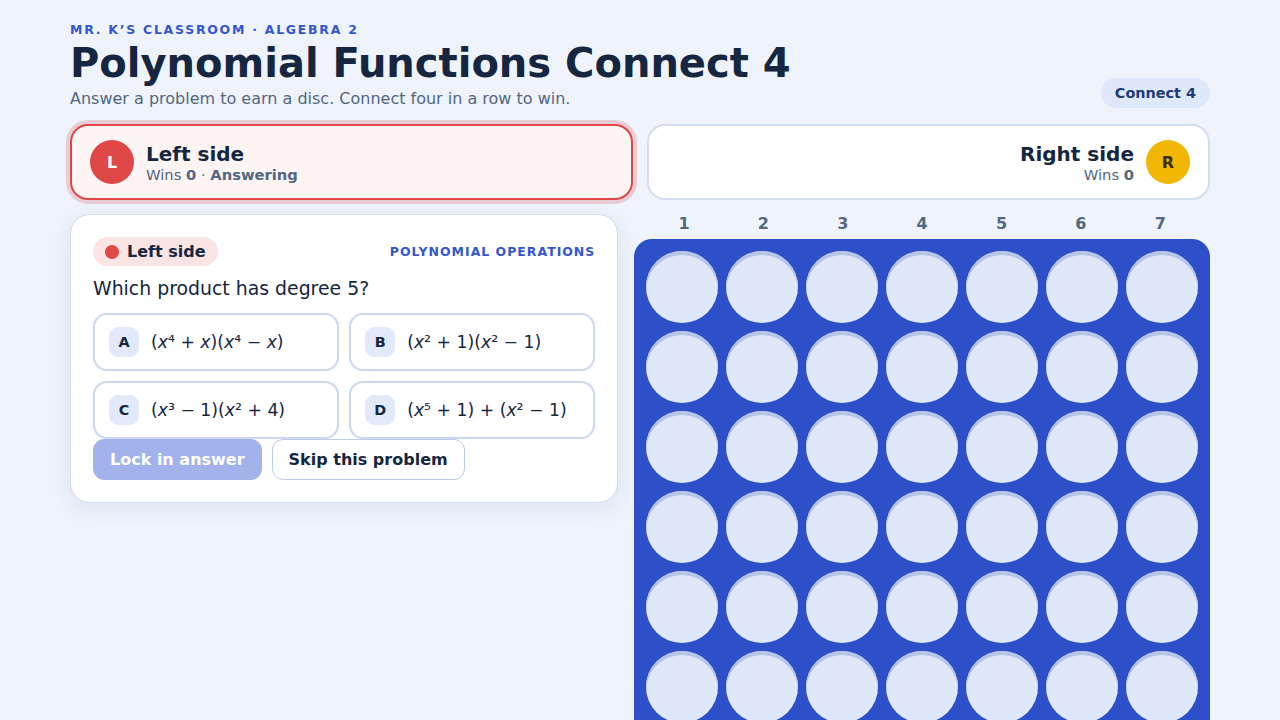 MR. K’S CLASSROOM · ALGEBRA 2
Polynomial Functions Connect 4
Answer a problem to earn a disc. Connect four in a row to win.
Connect 4
L
Left side
Wins 0 · Answering
Right side
Wins 0
R
Left side
POLYNOMIAL OPERATIONS
Which product has degree 5?
A (x⁴ + x)(x⁴ − x)
B (x² + 1)(x² − 1)
C (x³ − 1)(x² + 4)
D (x⁵ + 1) + (x² − 1)
Lock in answer
Skip this problem
1 2 3 4 5 6 7